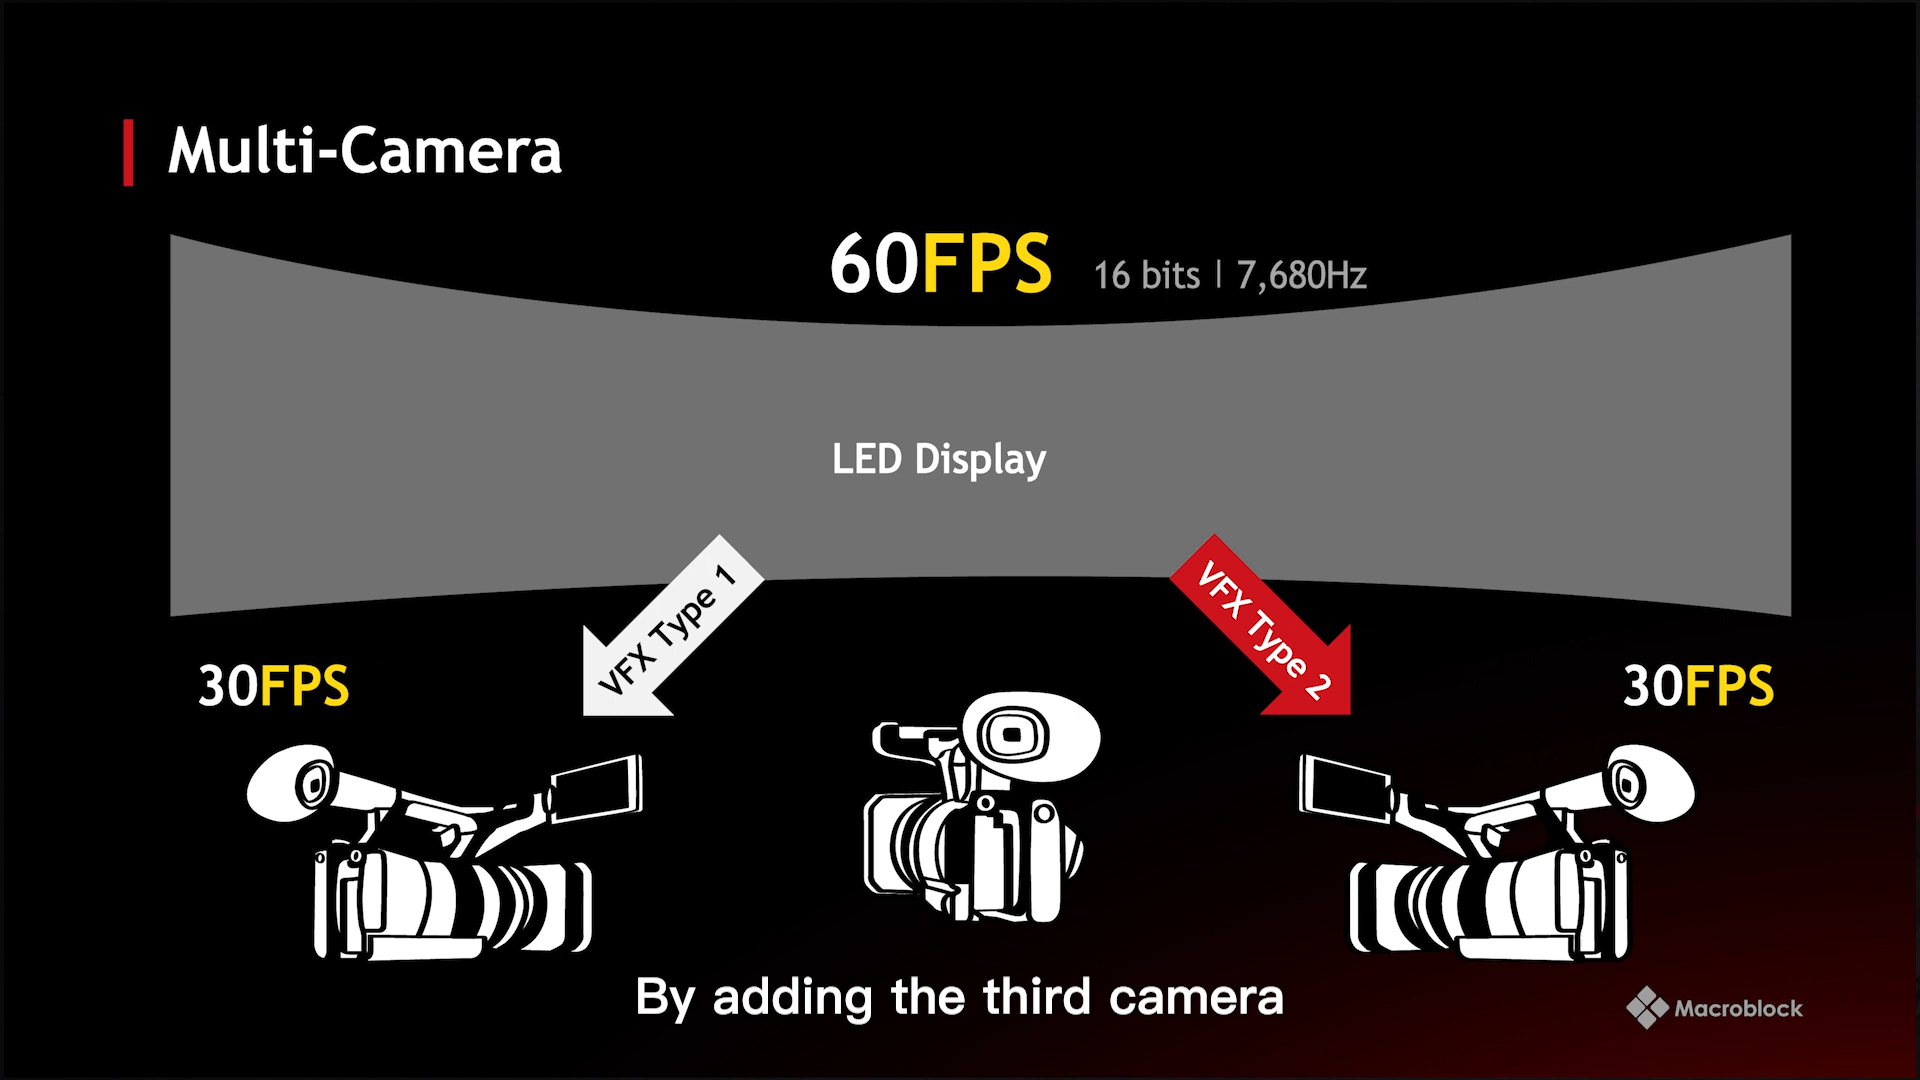 Multi-Camera
60FPS 16 bits | 7,680Hz
LED Display
VFX Type 1
VFX Type 2
30FPS
30FPS
By adding the third camera
Macroblock